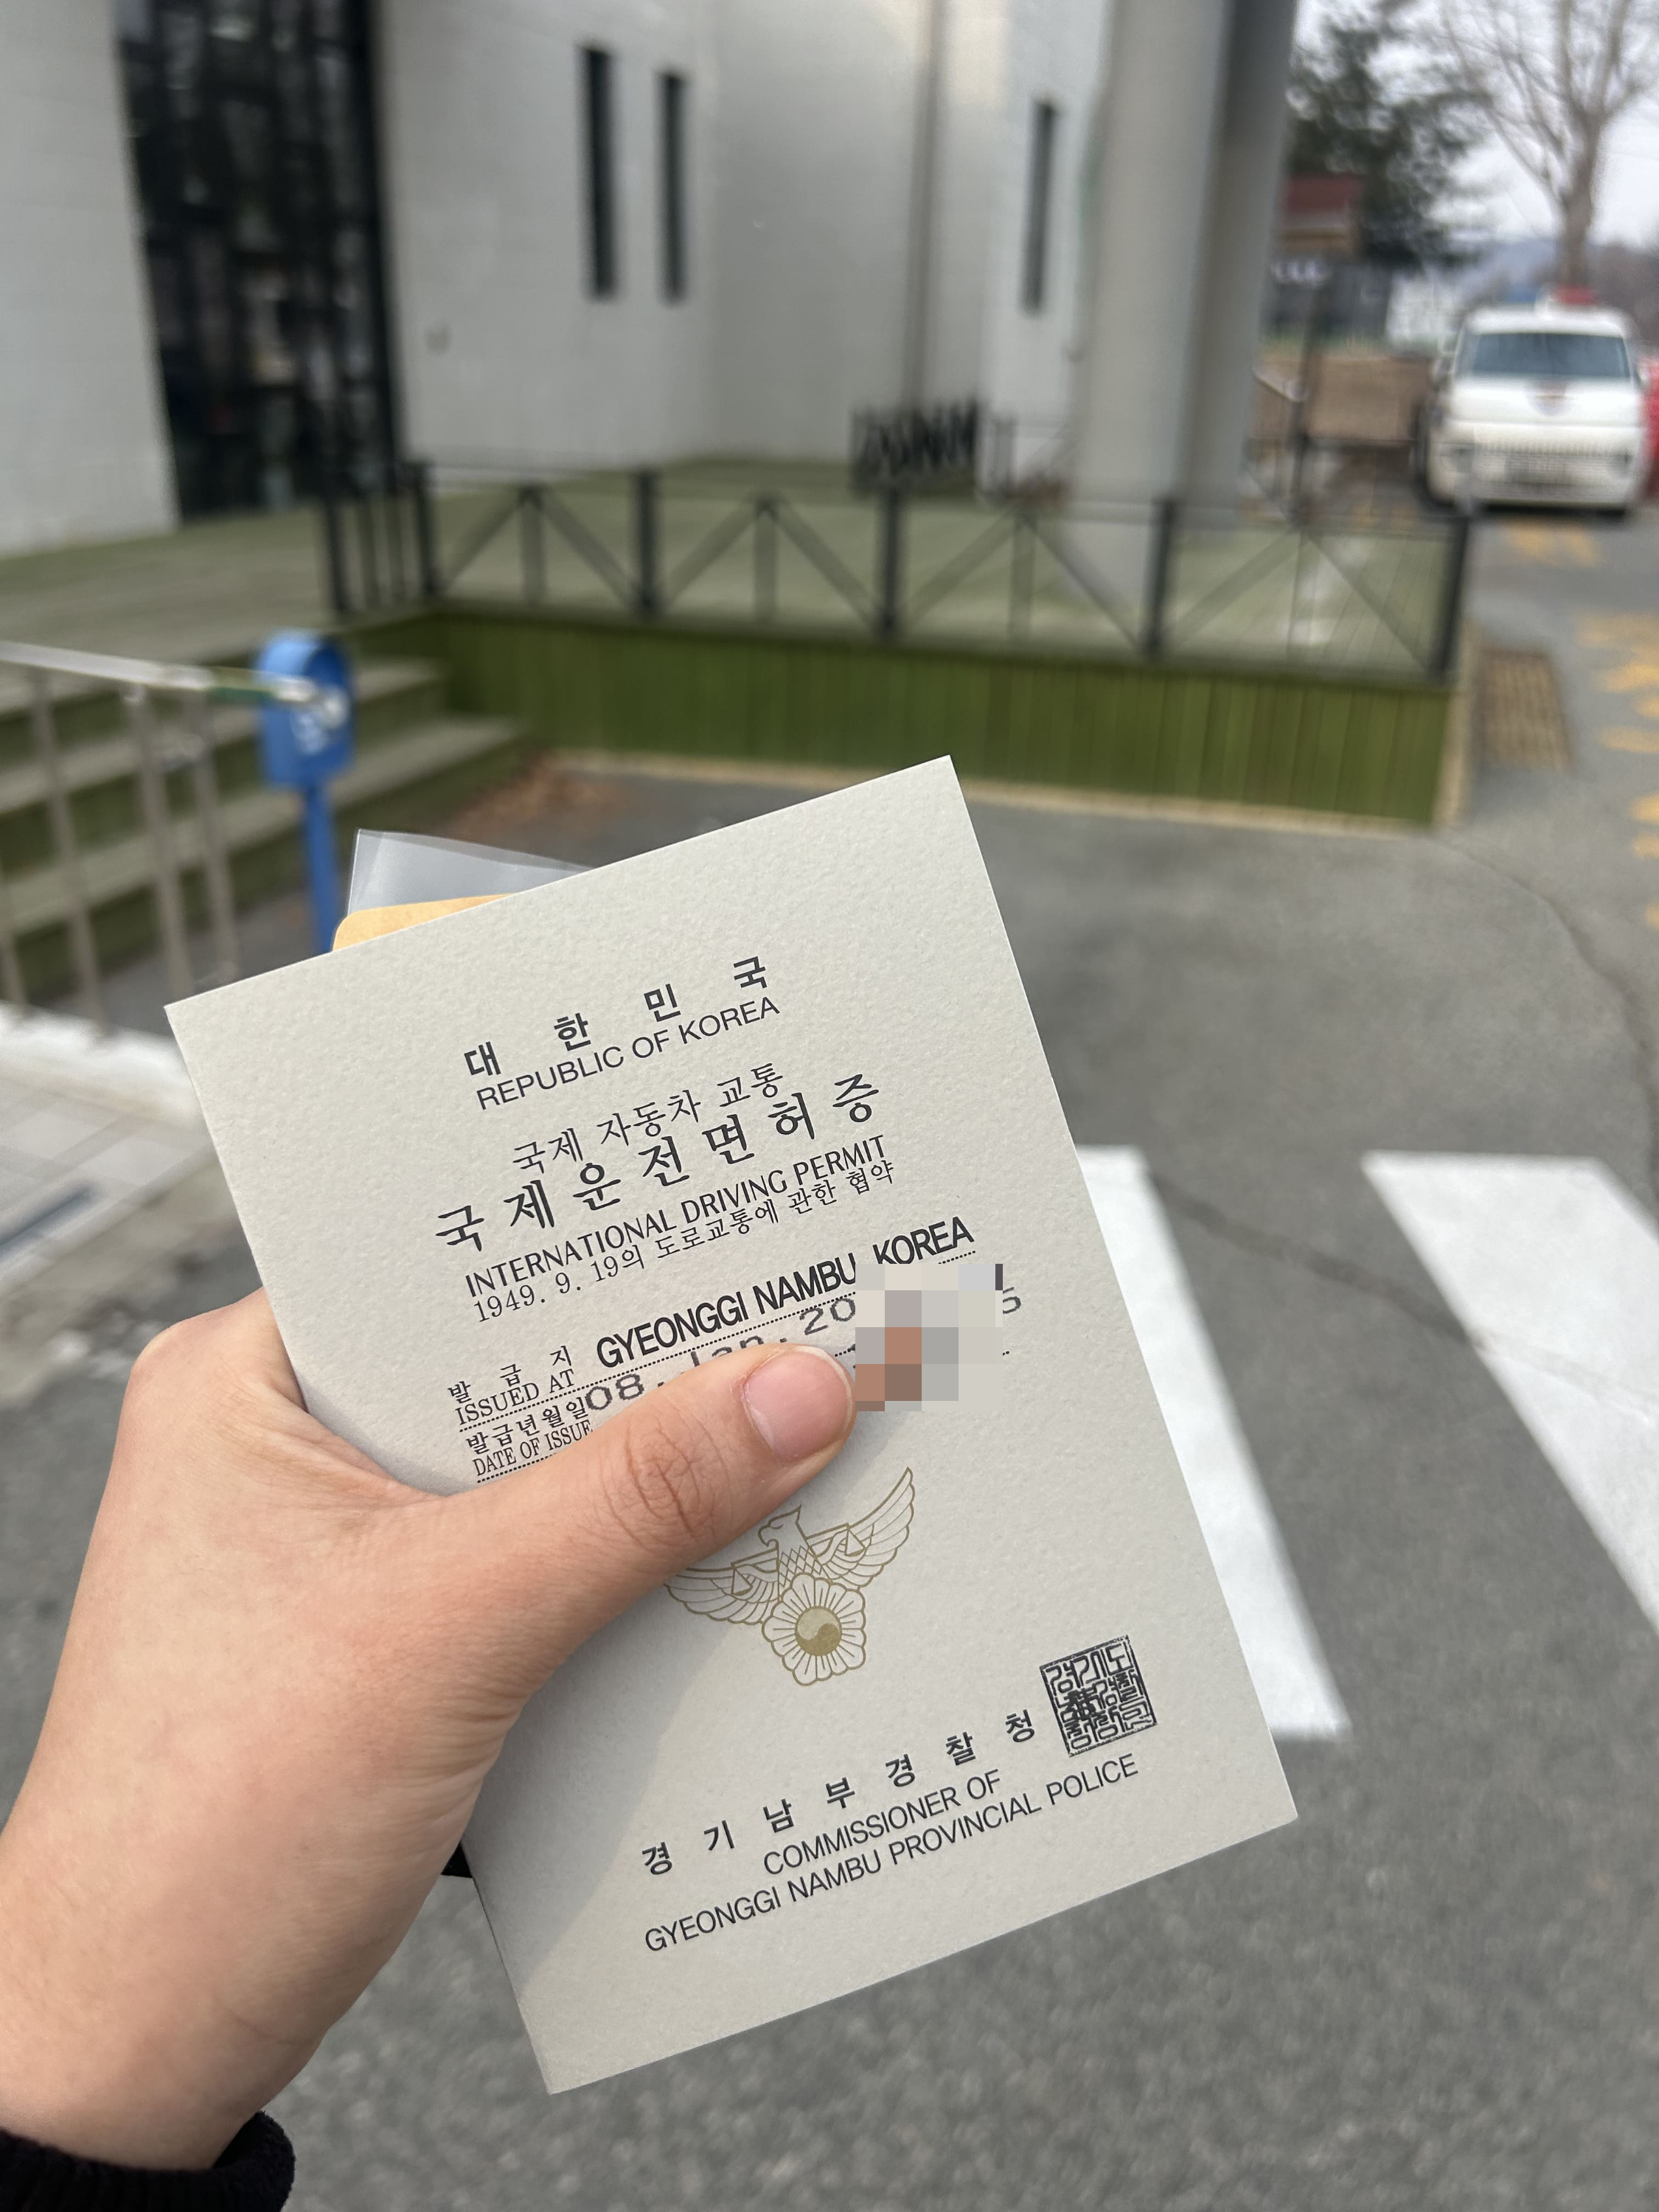 대 한 민 국
REPUBLIC OF KOREA
국제 자동차 교통
국제운전면허증
INTERNATIONAL DRIVING PERMIT
1949. 9. 19의 도로교통에 관한 협약
발 급 지
ISSUED AT
GYEONGGI NAMBU KOREA
발급년월일
DATE OF ISSUE
08. Jan. 20
경 기 남 부 경 찰 청
COMMISSIONER OF
GYEONGGI NAMBU PROVINCIAL POLICE